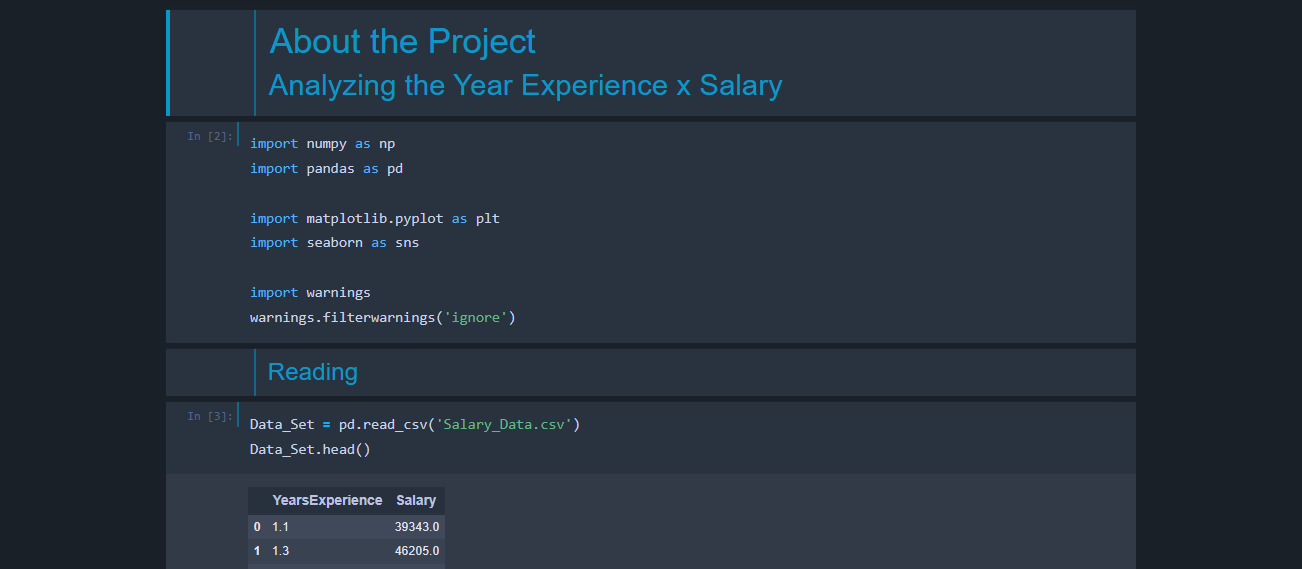 About the Project
Analyzing the Year Experience x Salary
In [2]:
import numpy as np
import pandas as pd
import matplotlib.pyplot as plt
import seaborn as sns
import warnings
warnings.filterwarnings('ignore')
Reading
In [3]:
Data_Set = pd.read_csv('Salary_Data.csv')
Data_Set.head()
YearsExperience Salary
0 1.1 39343.0
1 1.3 46205.0